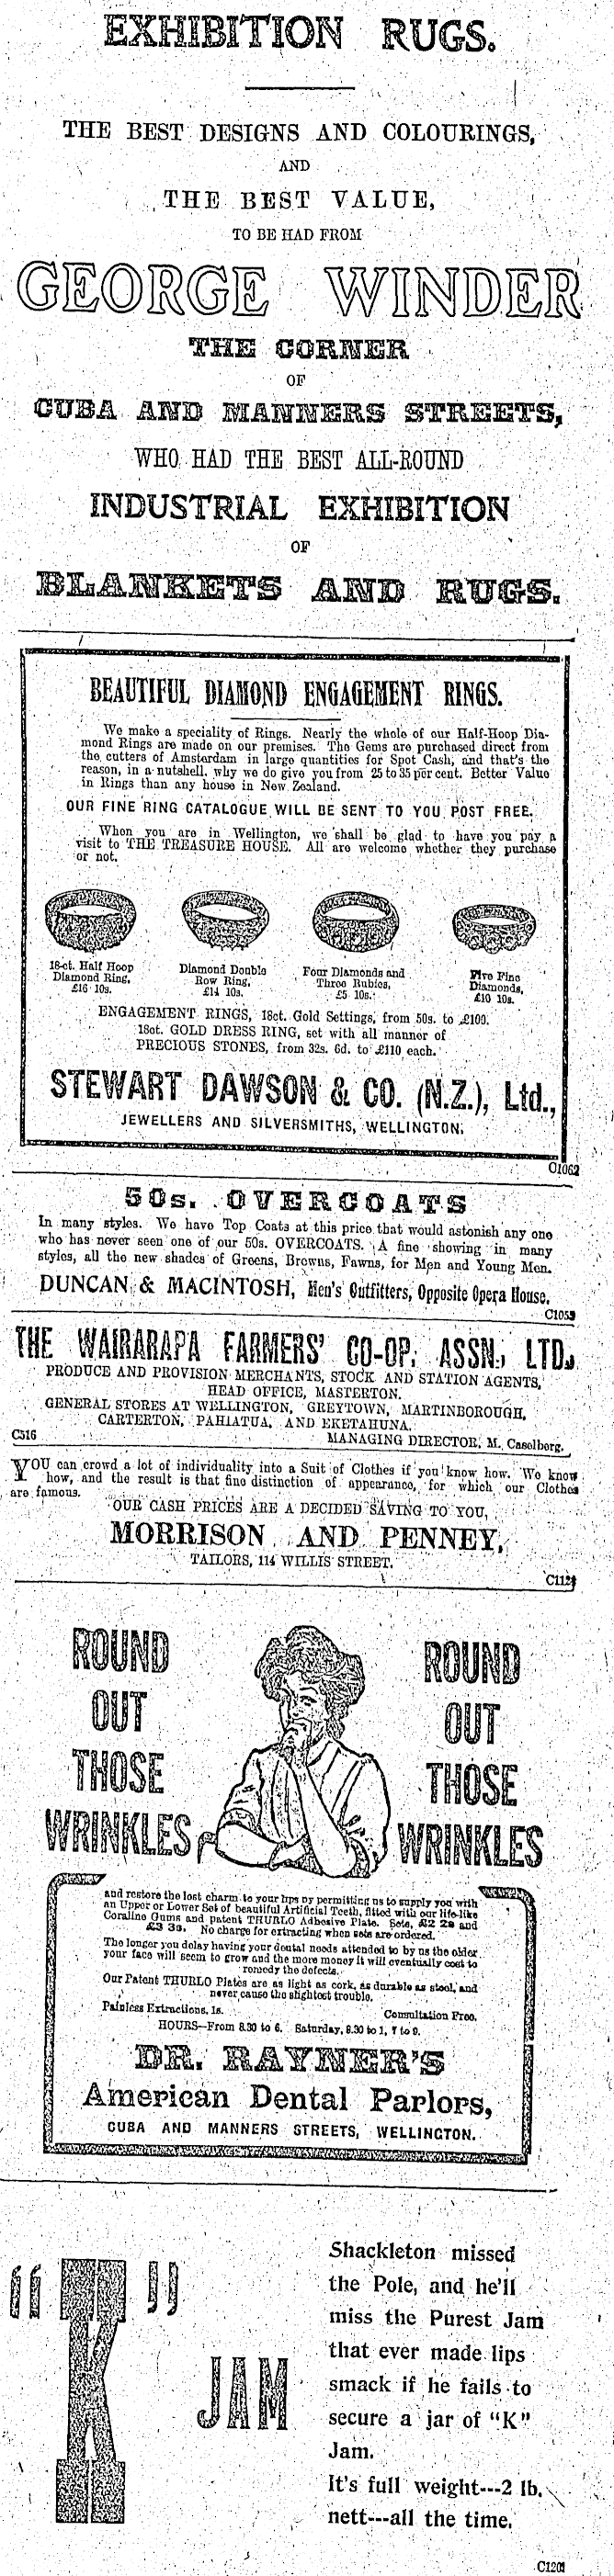 EXHIBITION RUGS.
THE BEST DESIGNS AND COLOURINGS,
AND
THE BEST VALUE,
TO BE HAD FROM
GEORGE WINDER
THE CORNER
OF
CUBA AND MANNERS STREETS,
WHO HAD THE BEST ALL-ROUND
INDUSTRIAL EXHIBITION
OF
BLANKETS AND RUGS.
BEAUTIFUL DIAMOND ENGAGEMENT RINGS.
We make a speciality of Rings. Nearly the whole of our Half-Hoop Dia-
mond Rings are made on our premises. The Gems are purchased direct from
the cutters of Amsterdam in large quantities for Spot Cash, and that's the
reason, in a nutshell, why we do give you from 25 to 35 per cent. Better Value
in Rings than any house in New Zealand.
OUR FINE RING CATALOGUE WILL BE SENT TO YOU POST FREE.
When you are in Wellington, we shall be glad to have you pay a
visit to THE TREASURE HOUSE. All are welcome whether they purchase
or not.
18-ct. Half Hoop
Diamond Ring,
£16 10s.
Diamond Double
Row Ring,
£14 10s.
Four Diamonds and
Three Rubies,
£5 10s.
Five Fine
Diamonds,
£10 10s.
ENGAGEMENT RINGS, 18ct. Gold Settings, from 50s. to £100.
18ct. GOLD DRESS RING, set with all manner of
PRECIOUS STONES, from 32s. 6d. to £110 each.
STEWART DAWSON & CO. (N.Z.), Ltd.,
JEWELLERS AND SILVERSMITHS, WELLINGTON.
C1062
50s. OVERCOATS
In many styles. We have Top Coats at this price that would astonish any one
who has never seen one of our 50s. OVERCOATS. A fine showing in many
styles, all the new shades of Greens, Browns, Fawns, for Men and Young Men.
DUNCAN & MACINTOSH, Men's Outfitters, Opposite Opera House.
C1055
THE WAIRARAPA FARMERS' CO-OP. ASSN., LTD.
PRODUCE AND PROVISION MERCHANTS, STOCK AND STATION AGENTS,
HEAD OFFICE, MASTERTON.
GENERAL STORES AT WELLINGTON, GREYTOWN, MARTINBOROUGH,
CARTERTON, PAHIATUA, AND EKETAHUNA.
C516 MANAGING DIRECTOR, M. Caselberg.
YOU can crowd a lot of individuality into a Suit of Clothes if you know how. We know
how, and the result is that fine distinction of appearance, for which our Clothes
are famous.
OUR CASH PRICES ARE A DECIDED SAVING TO YOU,
MORRISON AND PENNEY,
TAILORS, 114 WILLIS STREET.
ROUND
OUT
THOSE
WRINKLES
ROUND
OUT
THOSE
WRINKLES
and restore the lost charm to your lips by permitting us to supply you with
an Upper or Lower Set of beautiful Artificial Teeth, fitted with our life-like
Coraline Gums and patent THURLO Adhesive Plate. Sets, £2 2s and
£3 3s. No charge for extracting when sets are ordered.
The longer you delay having your dental needs attended to by us the older
your face will seem to grow and the more money it will eventually cost to
remedy the defects.
Our Patent THURLO Plates are as light as cork, as durable as steel, and
never cause the slightest trouble.
Painless Extractions, 1s. Consultation Free.
HOURS—From 8.30 to 6. Saturday, 8.30 to 1, 7 to 9.
DR. RAYNER'S
American Dental Parlors,
CUBA AND MANNERS STREETS, WELLINGTON.
"K"
JAM
Shackleton missed
the Pole, and he'll
miss the Purest Jam
that ever made lips
smack if he fails to
secure a jar of "K"
Jam.
It's full weight---2 lb.
nett---all the time.